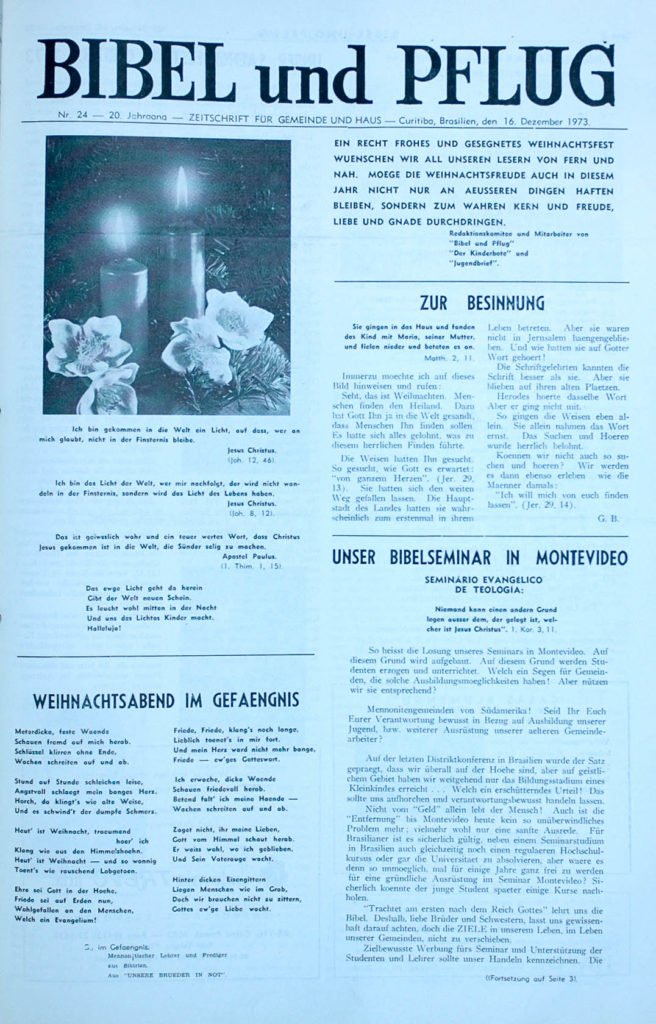 BIBEL und PFLUG
Nr. 24 — 20. Jahrgang — ZEITSCHRIFT FÜR GEMEINDE UND HAUS — Curitiba, Brasilien, den 16. Dezember 1973.
Ich bin gekommen in die Welt ein Licht, auf dass, wer an
mich glaubt, nicht in der Finsternis bleibe.
Jesus Christus.
(Joh. 12, 46).
Ich bin das Licht der Welt, wer mir nachfolgt, der wird nicht wan-
deln in der Finsternis, sondern wird das Licht des Lebens haben.
Jesus Christus.
(Joh. 8, 12).
Das ist gewisslich wahr und ein teuer wertes Wort, dass Christus
Jesus gekommen ist in die Welt, die Sünder selig zu machen.
Apostel Paulus.
(1. Thim. 1, 15).
Das ewge Licht geht da herein
Gibt der Welt neuen Schein.
Es leucht wohl mitten in der Nacht
Und uns des Lichtes Kinder macht.
Halleluja!
WEIHNACHTSABEND IM GEFAENGNIS
Metordicke, feste Waende
Schauen fremd auf mich herab.
Schlüssel klirren ohne Ende,
Wachen schreiten auf und ab.
Stund auf Stunde schleichen leise,
Angstvoll schlaegt mein banges Herz.
Horch, da klingt's wie alte Weise,
Und es schwind't der dumpfe Schmerz.
Heut' ist Weihnacht, traeumend
hoer' ich
Klang wie aus den Himmelshoehn.
Heut' ist Weihnacht — und so wonnig
Toent's wie rauschend Lobgetoen.
Ehre sei Gott in der Hoehe,
Friede sei auf Erden nun,
Wohlgefallen an den Menschen,
Welch ein Evangelium!
Friede, Friede, klang's noch lange,
Lieblich toenet's in mir fort.
Und mein Herz ward nicht mehr bange,
Friede — ew'ges Gotteswort.
Ich erwache, dicke Waende
Schauen friedevoll herab.
Betend falt' ich meine Haende —
Wachen schreiten auf und ab.
Zaget nicht, ihr meine Lieben,
Gott vom Himmel schaut herab.
Er weiss wohl, wo ich geblieben,
Und Sein Vaterauge wacht.
Hinter dicken Eisengittern
Liegen Menschen wie im Grab,
Doch wir brauchen nicht zu zittern,
Gottes ew'ge Liebe wacht.
im Gefaengnis.
Mennonitischer Lehrer und Prediger
aus Sibirien.
Aus "UNSERE BRUEDER IN NOT".
EIN RECHT FROHES UND GESEGNETES WEIHNACHTSFEST
WUENSCHEN WIR ALL UNSEREN LESERN VON FERN UND
NAH. MOEGE DIE WEIHNACHTSFREUDE AUCH IN DIESEM
JAHR NICHT NUR AN AEUSSEREN DINGEN HAFTEN
BLEIBEN, SONDERN ZUM WAHREN KERN UND FREUDE,
LIEBE UND GNADE DURCHDRINGEN.
Redaktionskomitee und Mitarbeiter von
"Bibel und Pflug"
"Der Kinderbote" und
"Jugendbrief".
ZUR BESINNUNG
Sie gingen in das Haus und fanden
das Kind mit Maria, seiner Mutter,
und fielen nieder und beteten es an.
Matth. 2, 11.
Immerzu moechte ich auf dieses
Bild hinweisen und rufen:
Seht, das ist Weihnachten. Men-
schen finden den Heiland. Dazu
hat Gott Ihn ja in die Welt gesandt,
dass Menschen Ihn finden sollen.
Es hatte sich alles gelohnt, was zu
diesem herrlichen Finden führte.
Die Weisen hatten Ihn gesucht.
So gesucht, wie Gott es erwartet:
"von ganzem Herzen". (Jer. 29,
13). Sie hatten sich den weiten
Weg gefallen lassen. Die Haupt-
stadt des Landes hatten sie wahr-
scheinlich zum erstenmal in ihrem
Leben betreten. Aber sie waren
nicht in Jerusalem haengengeblie-
ben. Und wie hatten sie auf Gottes
Wort gehoert!
Die Schriftgelehrten kannten die
Schrift besser als sie. Aber sie
blieben auf ihren alten Plaetzen.
Herodes hoerte dasselbe Wort
Aber er ging nicht mit.
So gingen die Weisen eben al-
lein. Sie allein nahmen das Wort
ernst. Das Suchen und Hoeren
wurde herrlich belohnt.
Koennen wir nicht auch so su-
chen und hoeren? Wir werden
es dann ebenso erleben wie die
Maenner damals:
"Ich will mich von euch finden
lassen". (Jer. 29, 14).
G. B.
UNSER BIBELSEMINAR IN MONTEVIDEO
SEMINÁRIO EVANGÉLICO
DE TEOLOGIA:
Niemand kann einen andern Grund
legen ausser dem, der gelegt ist, wel-
cher ist Jesus Christus". 1. Kor. 3, 11.
So heisst die Losung unseres Seminars in Montevideo. Auf
diesem Grund wird aufgebaut. Auf diesem Grund werden Stu-
denten erzogen und unterrichtet. Welch ein Segen für Gemein-
den, die solche Ausbildungsmoeglichkeiten haben! Aber nützen
wir sie entsprechend?
Mennonitengemeinden von Südamerika! Seid Ihr Euch
Eurer Verantwortung bewusst in Bezug auf Ausbildung unserer
Jugend, bzw. weiterer Ausrüstung unserer aelteren Gemeinde-
arbeiter?
Auf der letzten Distriktkonferenz in Brasilien wurde der Satz
gepraegt, dass wir überall auf der Hoehe sind, aber auf geistli-
chem Gebiet haben wir weitgehend nur das Bildungsstadium eines
Kleinkindes erreicht . . . Welch ein erschütterndes Urteil! Das
sollte uns aufhorchen und verantwortungsbewusst handeln lassen.
Nicht vom "Geld" allein lebt der Mensch! Auch ist die
"Entfernung" bis Montevideo heute kein so unüberwindliches
Problem mehr; vielmehr wohl nur eine sanfte Ausrede. Für
Brasilianer ist es sicherlich gültig, neben einem Seminarstudium
in Brasilien auch gleichzeitig noch einen regulaeren Hochschul-
kursus oder gar die Universitaet zu absolvieren, aber waere es
denn so unmoeglich, mal für einige Jahre ganz frei zu werden
für eine gründliche Ausrüstung im Seminar Montevideo? Si-
cherlich koennte der junge Student spaeter einige Kurse nach-
holen.
"Trachtet am ersten nach dem Reich Gottes" lehrt uns die
Bibel. Deshalb, liebe Brüder und Schwestern, lasst uns gewissen-
haft darauf achten, doch die ZIELE in unserem Leben, im Leben
unserer Gemeinden, nicht zu verschieben.
Zielbewusste Werbung fürs Seminar und Unterstützung der
Studenten und Lehrer sollte unser Handeln kennzeichnen. Die
((Fortsetzung auf Seite 3).